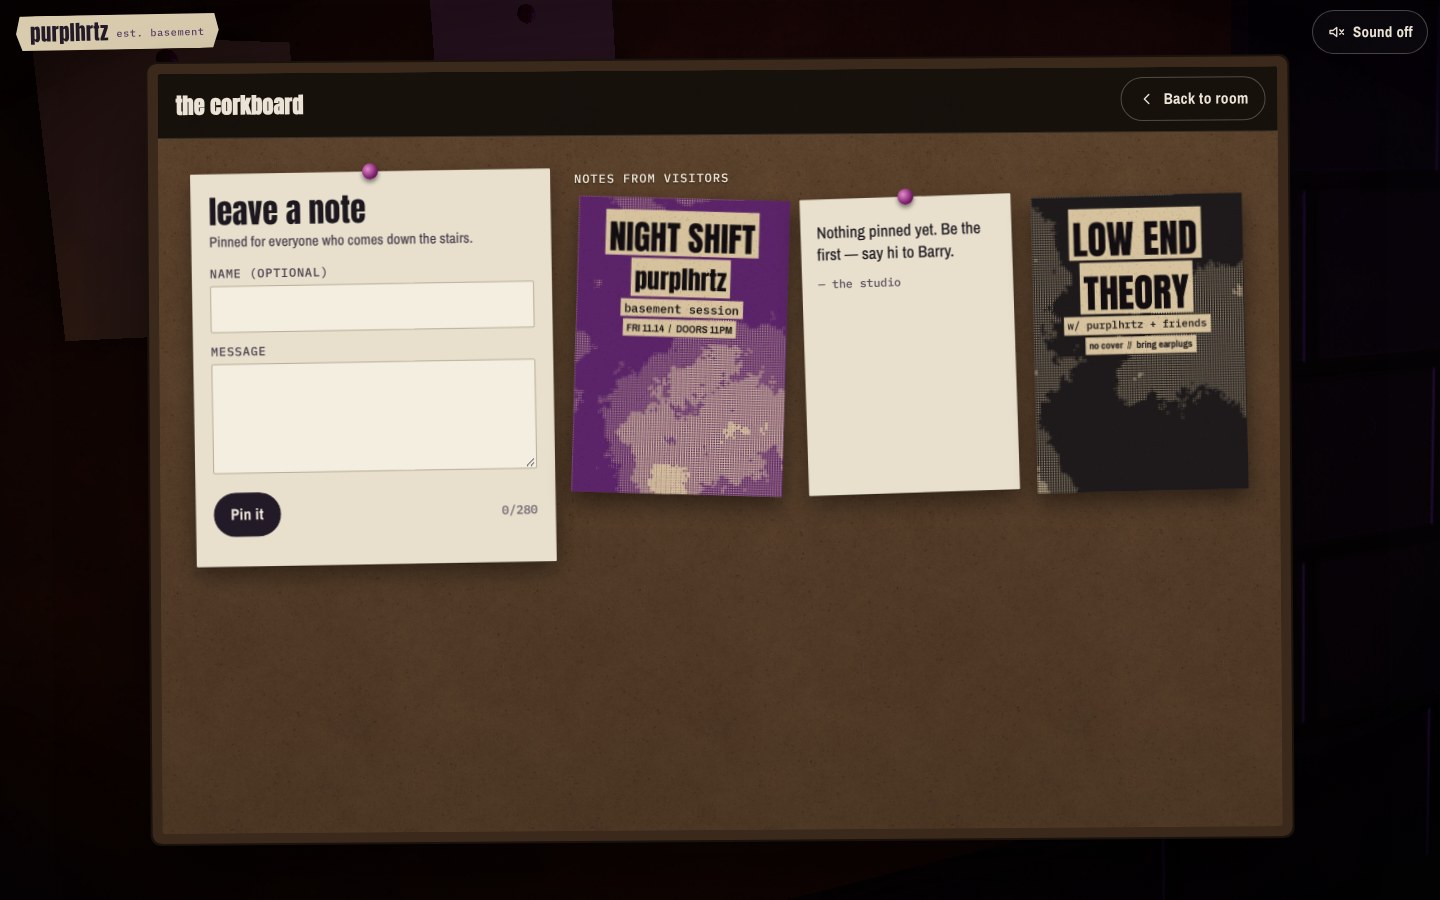 purplhrtz est. basement
Sound off
the corkboard
Back to room
leave a note
Pinned for everyone who comes down the stairs.
NAME (OPTIONAL)
MESSAGE
Pin it
0/280
NOTES FROM VISITORS
NIGHT SHIFT
purplhrtz
basement session
FRI 11.14 / DOORS 11PM
Nothing pinned yet. Be the
first — say hi to Barry.
— the studio
LOW END
THEORY
w/ purplhrtz + friends
no cover // bring earplugs